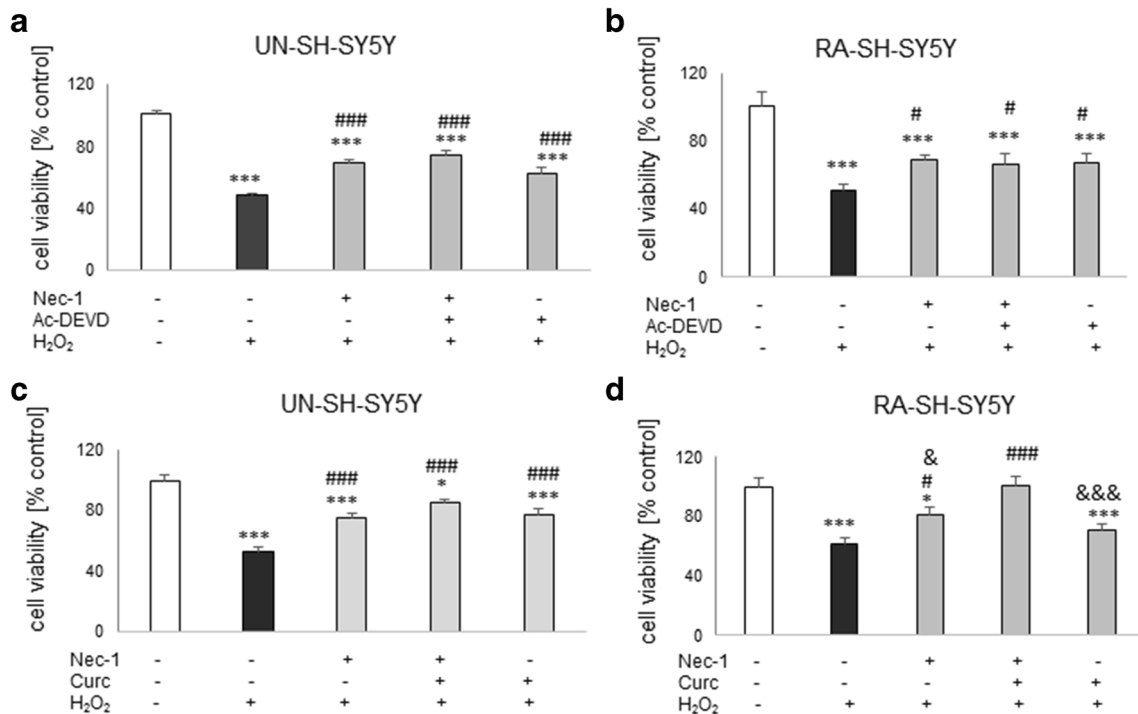 a
UN-SH-SY5Y
cell viability [% control]
120
80
40
0
***
###
***
###
***
###
***
Nec-1 - - + + -
Ac-DEVD - - - + +
H₂O₂ - + + + +
b
RA-SH-SY5Y
cell viability [% control]
120
80
40
0
***
#
***
#
***
#
***
Nec-1 - - + + -
Ac-DEVD - - - + +
H₂O₂ - + + + +
c
UN-SH-SY5Y
cell viability [% control]
120
80
40
0
***
###
***
###
*
###
***
Nec-1 - - + + -
Curc - - - + +
H₂O₂ - + + + +
d
RA-SH-SY5Y
cell viability [% control]
120
80
40
0
***
&
#
*
###
&&&
***
Nec-1 - - + + -
Curc - - - + +
H₂O₂ - + + + +